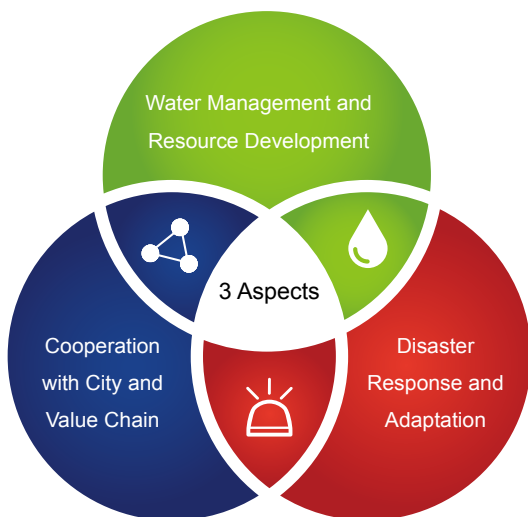 Water Management and
Resource Development
3 Aspects
Cooperation
with City and
Value Chain
Disaster
Response and
Adaptation